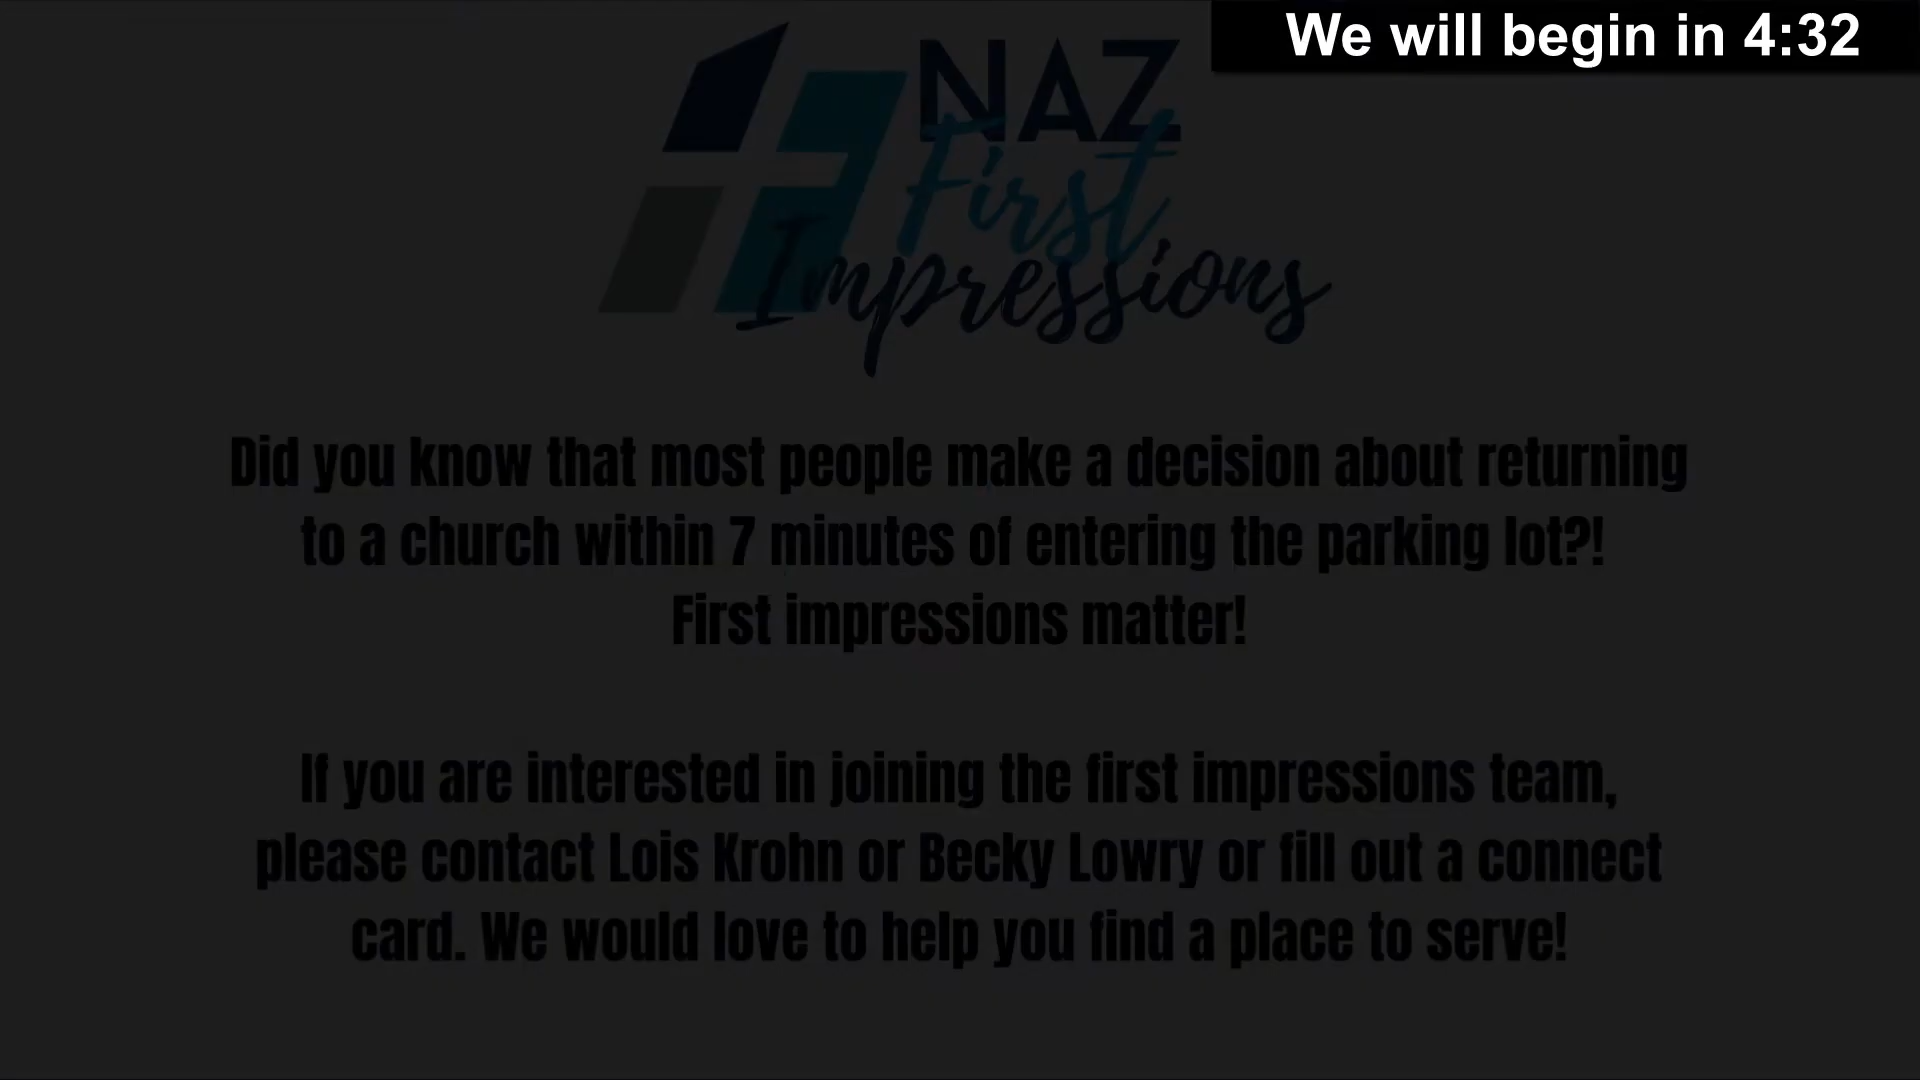 We will begin in 4:32
NAZ
First
Impressions
Did you know that most people make a decision about returning
to a church within 7 minutes of entering the parking lot?!
First impressions matter!
If you are interested in joining the first impressions team,
please contact Lois Krohn or Becky Lowry or fill out a connect
card. We would love to help you find a place to serve!